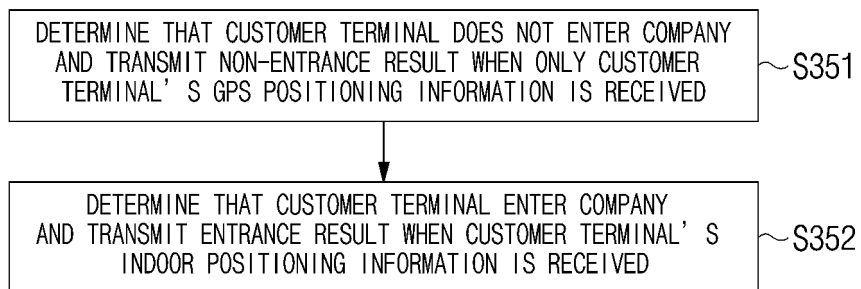 DETERMINE THAT CUSTOMER TERMINAL DOES NOT ENTER COMPANY
AND TRANSMIT NON-ENTRANCE RESULT WHEN ONLY CUSTOMER
TERMINAL' S GPS POSITIONING INFORMATION IS RECEIVED
S351
DETERMINE THAT CUSTOMER TERMINAL ENTER COMPANY
AND TRANSMIT ENTRANCE RESULT WHEN CUSTOMER TERMINAL' S
INDOOR POSITIONING INFORMATION IS RECEIVED
S352